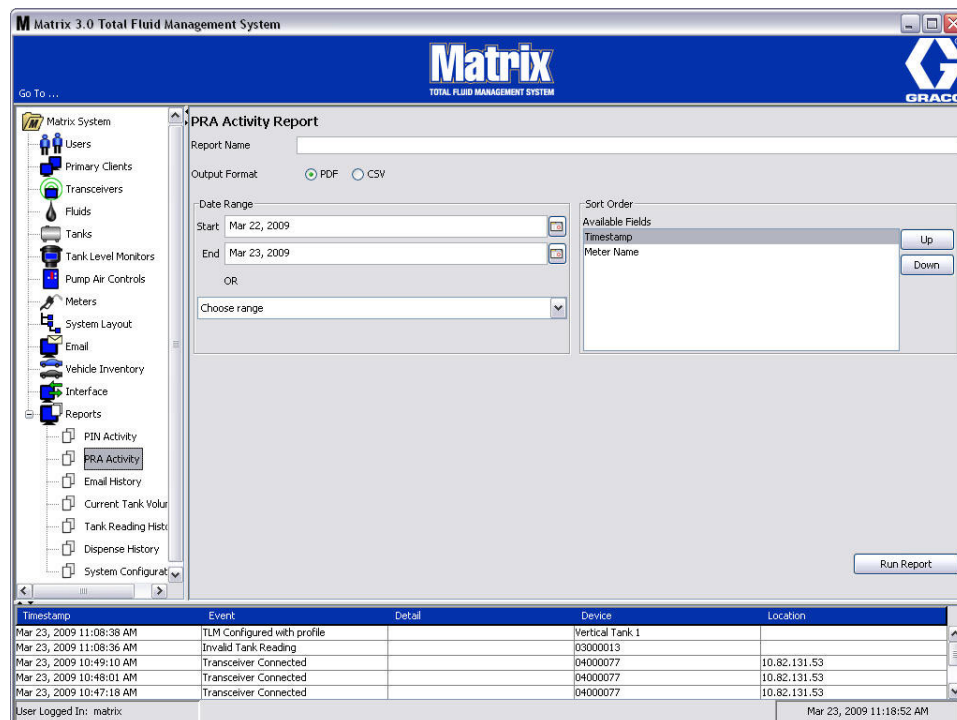 Matrix 3.0 Total Fluid Management System
Matrix
TOTAL FLUID MANAGEMENT SYSTEM
GRACO
Go To ...
Matrix System
Users
Primary Clients
Transceivers
Fluids
Tanks
Tank Level Monitors
Pump Air Controls
Meters
System Layout
Email
Vehicle Inventory
Interface
Reports
PIN Activity
PRA Activity
Email History
Current Tank Volur
Tank Reading Histo
Dispense History
System Configurat
PRA Activity Report
Report Name
Output Format PDF CSV
Date Range
Start Mar 22, 2009
End Mar 23, 2009
OR
Choose range
Sort Order
Available Fields
Timestamp
Meter Name
Up
Down
Run Report
Timestamp Event Detail Device Location
Mar 23, 2009 11:08:38 AM TLM Configured with profile Vertical Tank 1
Mar 23, 2009 11:08:36 AM Invalid Tank Reading 03000013
Mar 23, 2009 10:49:10 AM Transceiver Connected 04000077 10.82.131.53
Mar 23, 2009 10:48:01 AM Transceiver Connected 04000077 10.82.131.53
Mar 23, 2009 10:47:18 AM Transceiver Connected 04000077 10.82.131.53
User Logged In: matrix Mar 23, 2009 11:18:52 AM